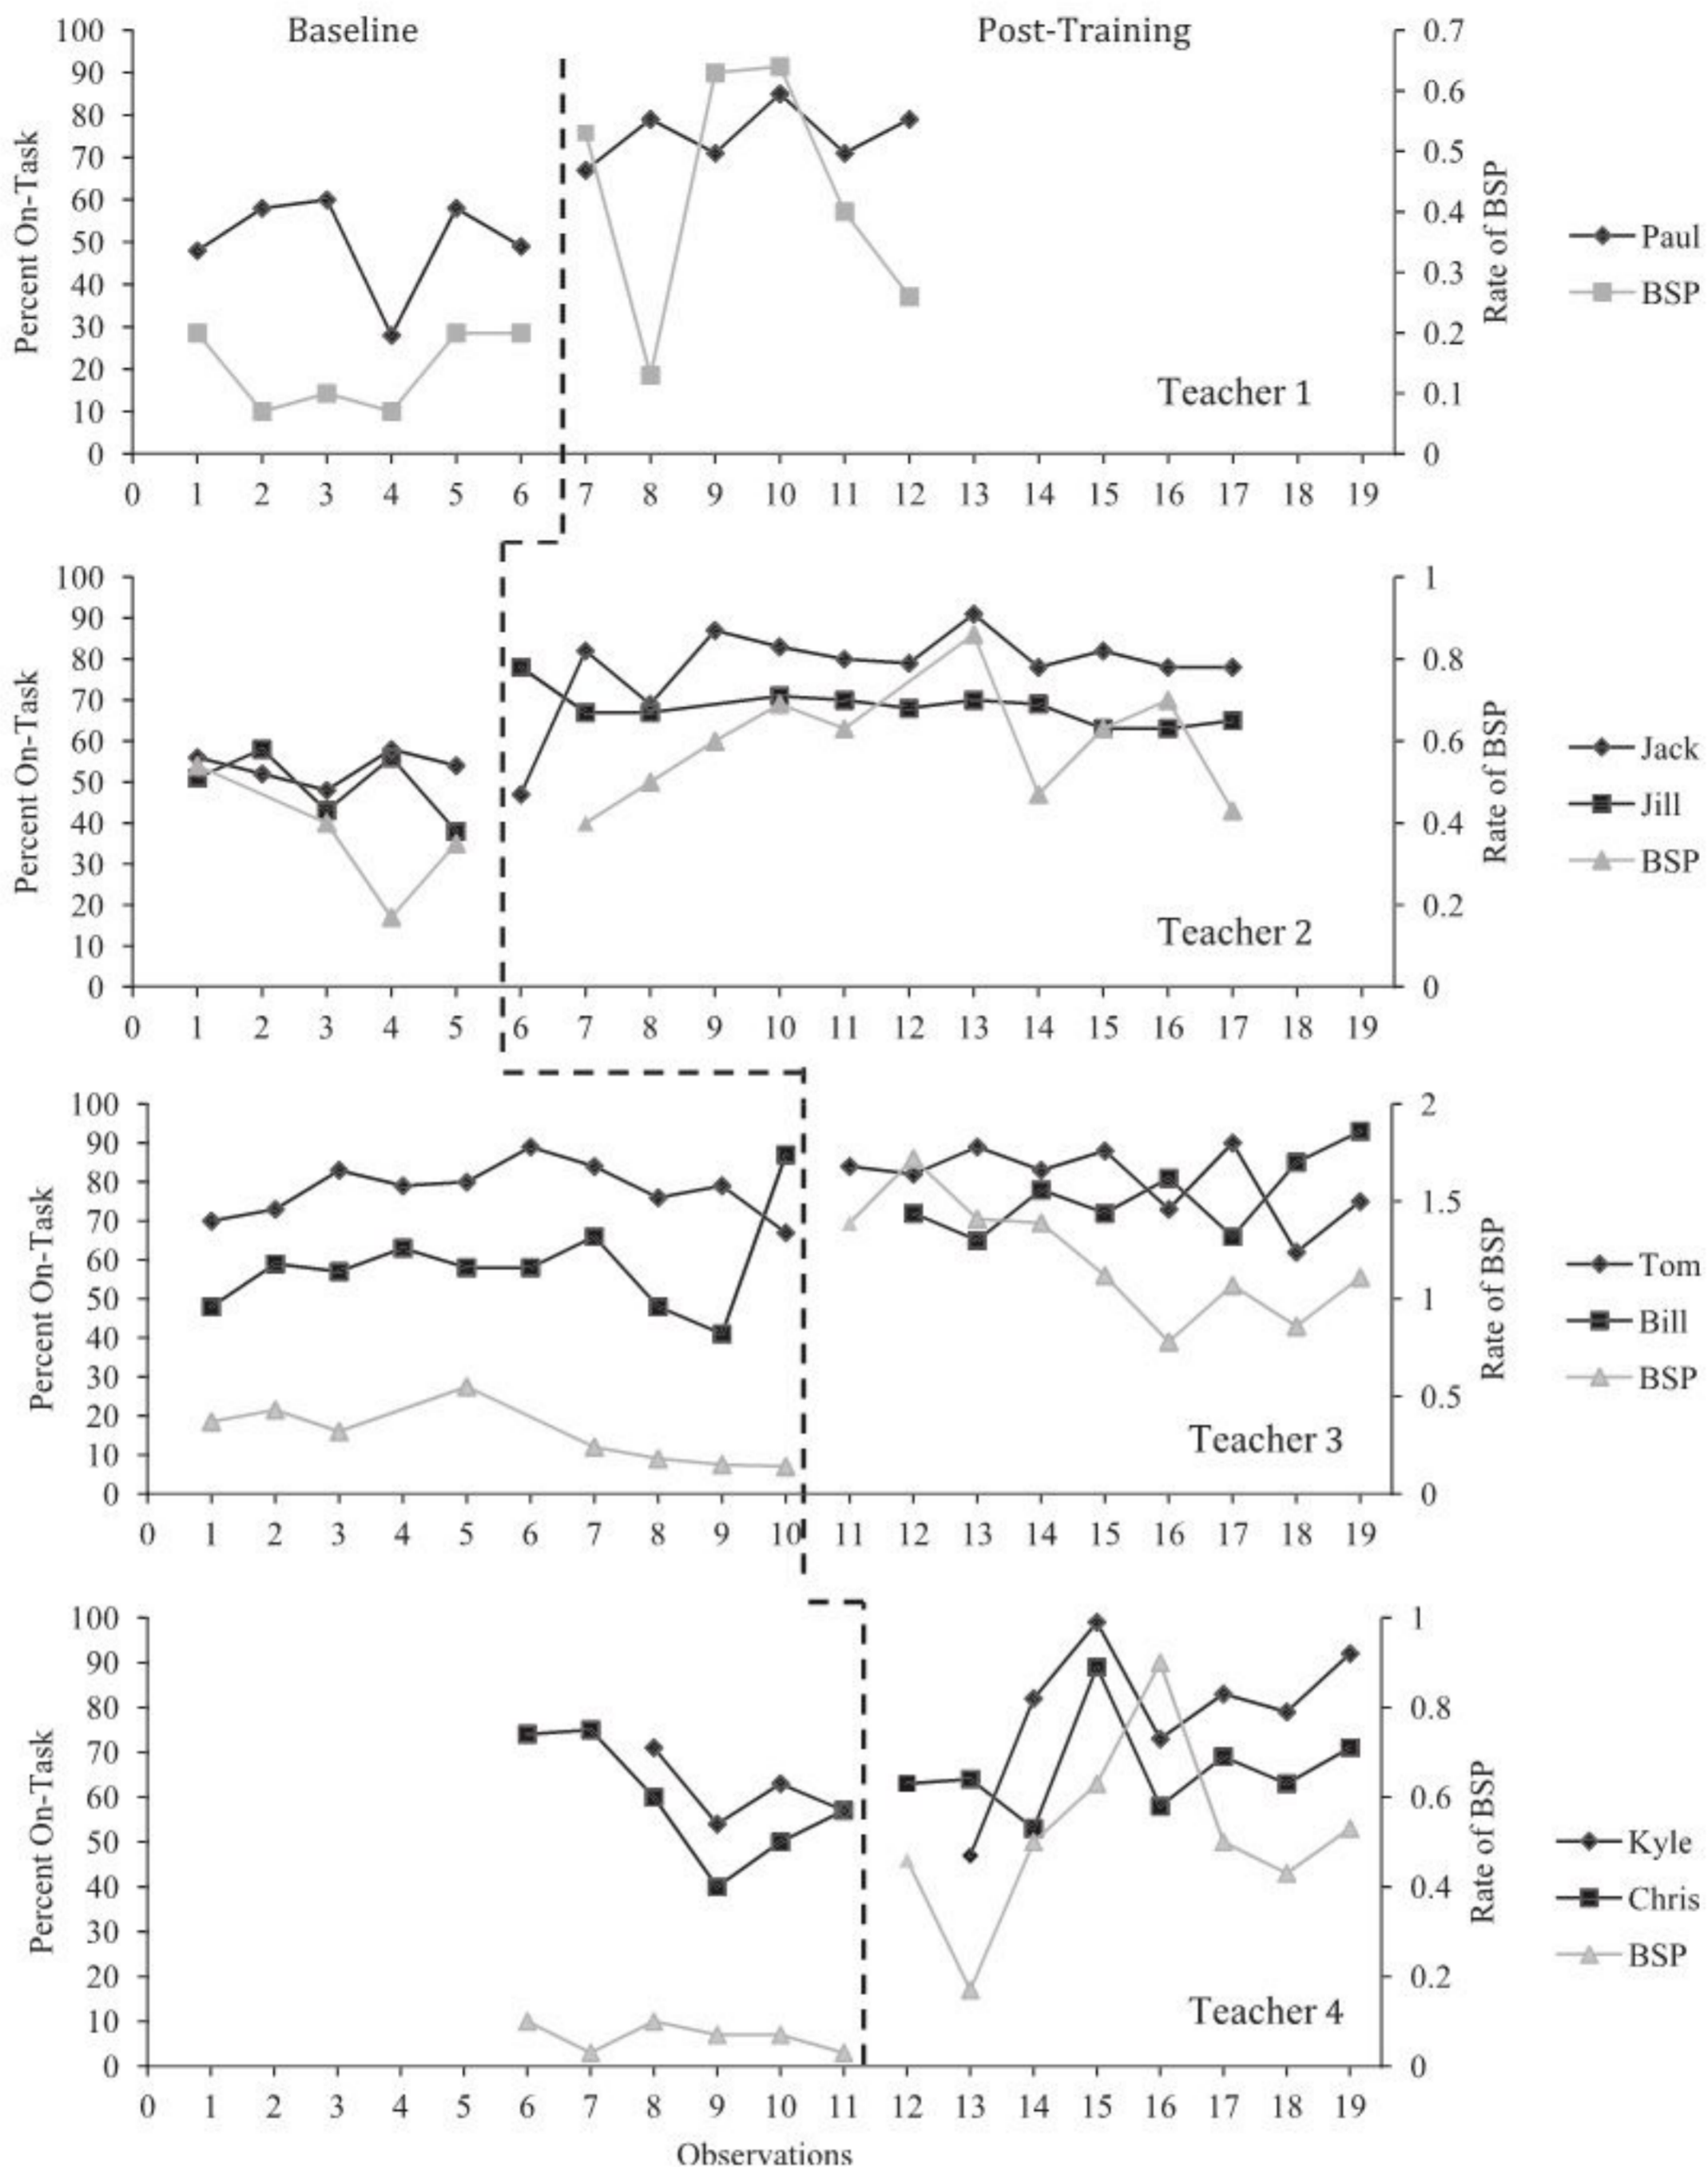 Baseline Post-Training
100 90 80 70 60 50 40 30 20 10 0
Percent On-Task
0.7 0.6 0.5 0.4 0.3 0.2 0.1 0
Rate of BSP
Paul
BSP
Teacher 1
0 1 2 3 4 5 6 7 8 9 10 11 12 13 14 15 16 17 18 19
100 90 80 70 60 50 40 30 20 10 0
Percent On-Task
1 0.8 0.6 0.4 0.2 0
Rate of BSP
Jack
Jill
BSP
Teacher 2
0 1 2 3 4 5 6 7 8 9 10 11 12 13 14 15 16 17 18 19
100 90 80 70 60 50 40 30 20 10 0
Percent On-Task
2 1.5 1 0.5 0
Rate of BSP
Tom
Bill
BSP
Teacher 3
0 1 2 3 4 5 6 7 8 9 10 11 12 13 14 15 16 17 18 19
100 90 80 70 60 50 40 30 20 10 0
Percent On-Task
1 0.8 0.6 0.4 0.2 0
Rate of BSP
Kyle
Chris
BSP
Teacher 4
0 1 2 3 4 5 6 7 8 9 10 11 12 13 14 15 16 17 18 19
Observations